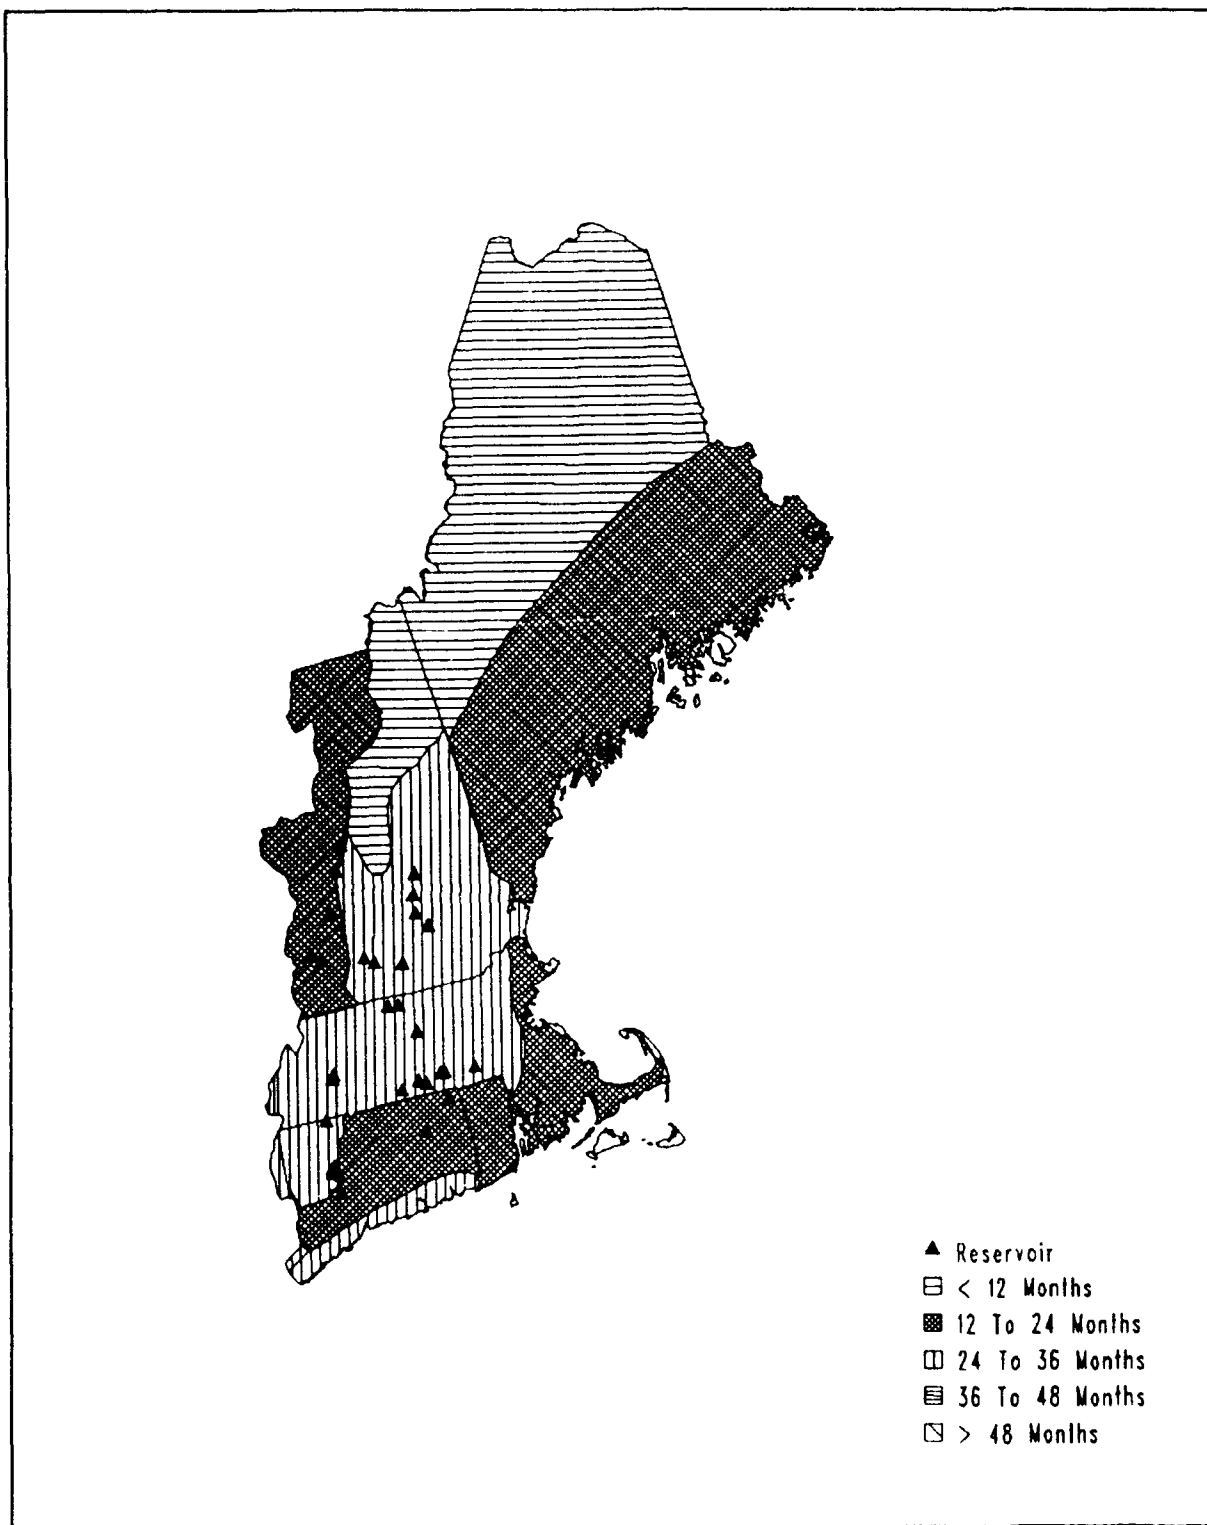 Reservoir
< 12 Months
12 To 24 Months
24 To 36 Months
36 To 48 Months
> 48 Months